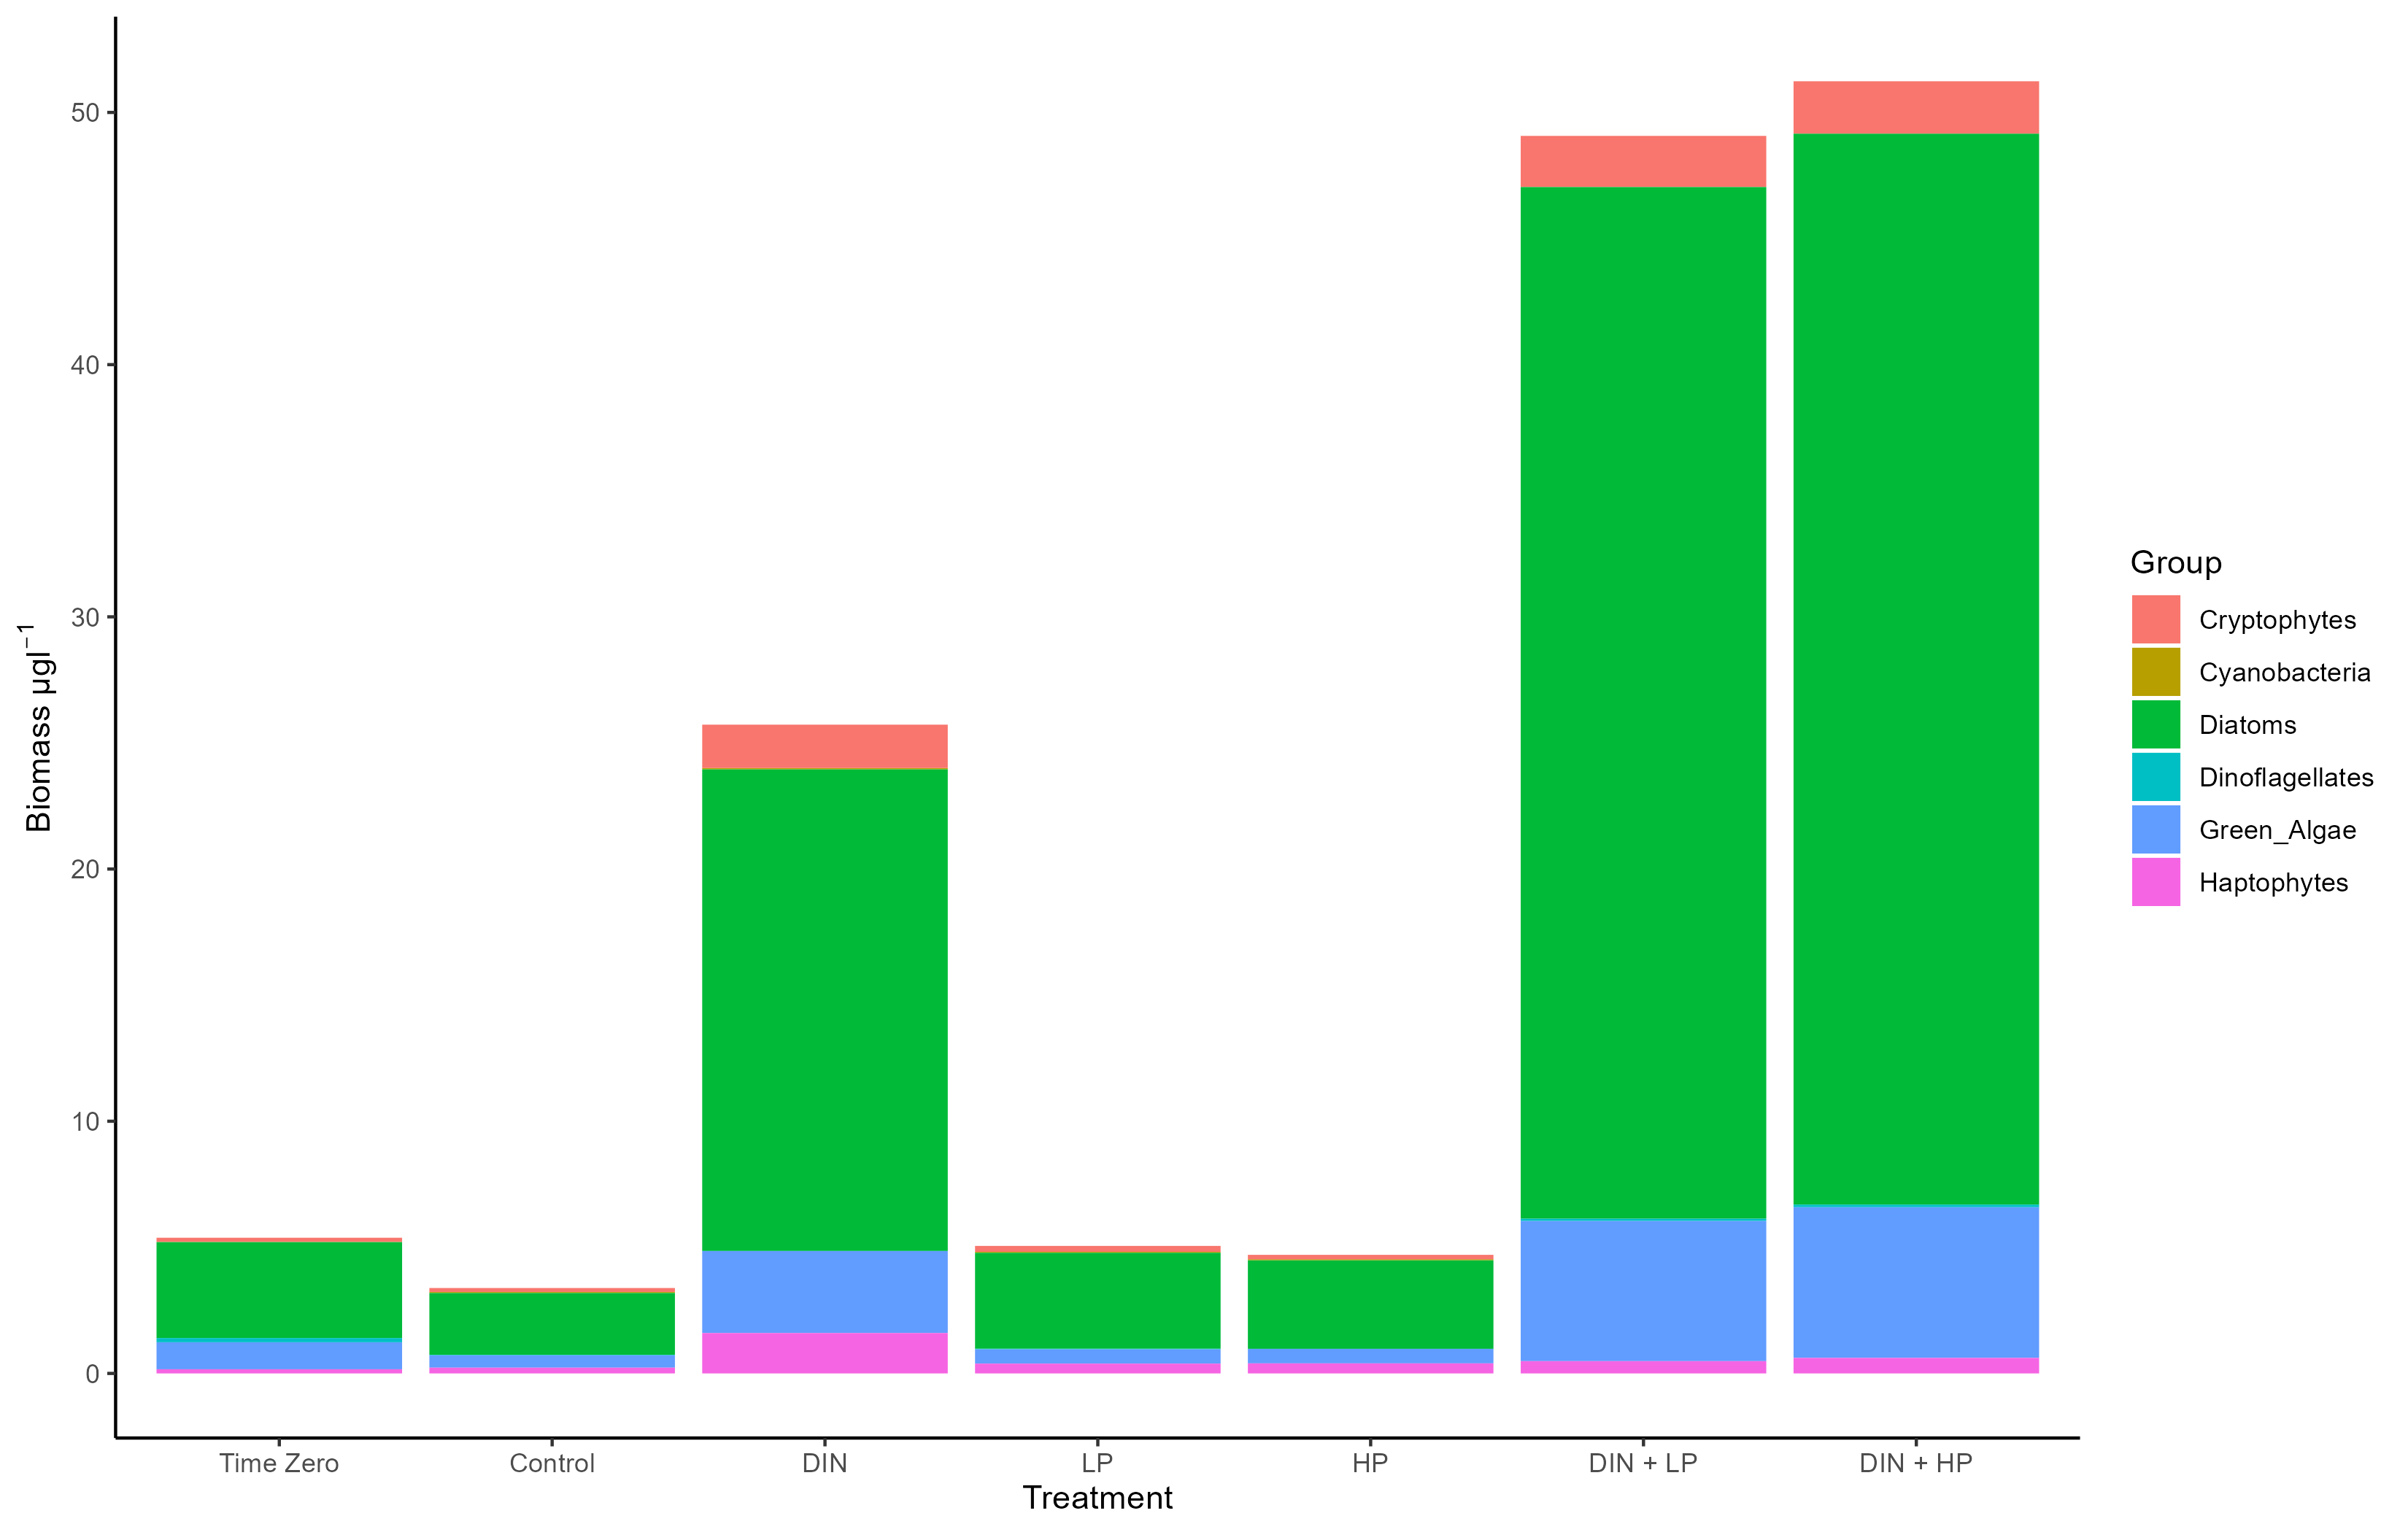 50
40
30
20
10
0
Biomass µgl⁻¹
Time Zero Control DIN LP HP DIN + LP DIN + HP
Treatment
Group
Cryptophytes
Cyanobacteria
Diatoms
Dinoflagellates
Green_Algae
Haptophytes